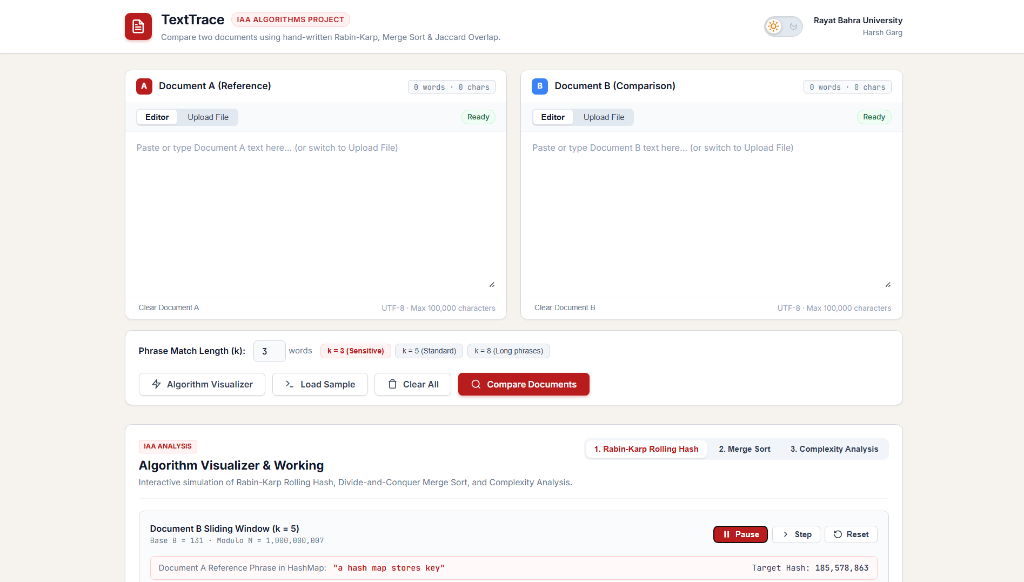 TextTrace IAA ALGORITHMS PROJECT
Compare two documents using hand-written Rabin-Karp, Merge Sort & Jaccard Overlap.
Rayat Bahra University
Harsh Garg
A Document A (Reference) 0 words · 0 chars
Editor Upload File Ready
Paste or type Document A text here... (or switch to Upload File)
Clear Document A UTF-8 · Max 100,000 characters
B Document B (Comparison) 0 words · 0 chars
Editor Upload File Ready
Paste or type Document B text here... (or switch to Upload File)
Clear Document B UTF-8 · Max 100,000 characters
Phrase Match Length (k): 3 words k = 3 (Sensitive) k = 5 (Standard) k = 8 (Long phrases)
Algorithm Visualizer Load Sample Clear All Compare Documents
IAA ANALYSIS
Algorithm Visualizer & Working
Interactive simulation of Rabin-Karp Rolling Hash, Divide-and-Conquer Merge Sort, and Complexity Analysis.
1. Rabin-Karp Rolling Hash 2. Merge Sort 3. Complexity Analysis
Document B Sliding Window (k = 5)
Base B = 131 · Modulo M = 1,000,000,007
Pause Step Reset
Document A Reference Phrase in HashMap: "a hash map stores key" Target Hash: 185,578,863